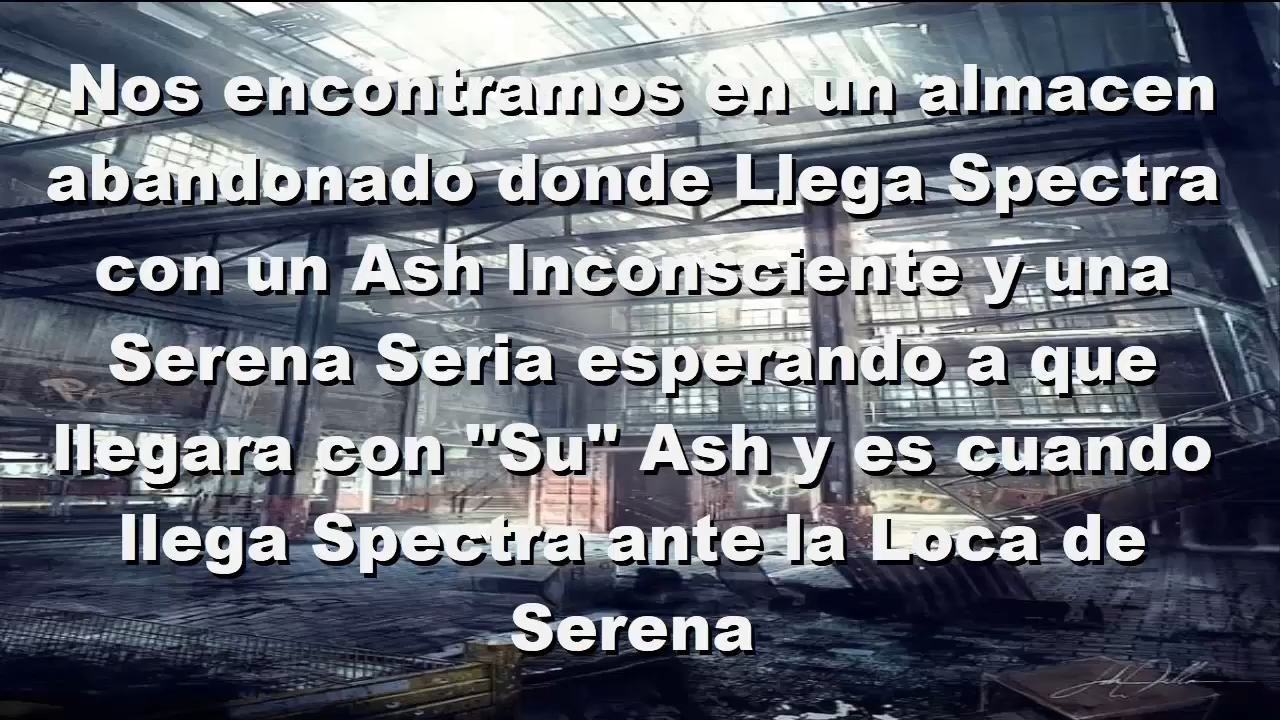 Nos encontramos en un almacen
abandonado donde Llega Spectra
con un Ash Inconsciente y una
Serena Seria esperando a que
llegara con "Su" Ash y es cuando
llega Spectra ante la Loca de
Serena